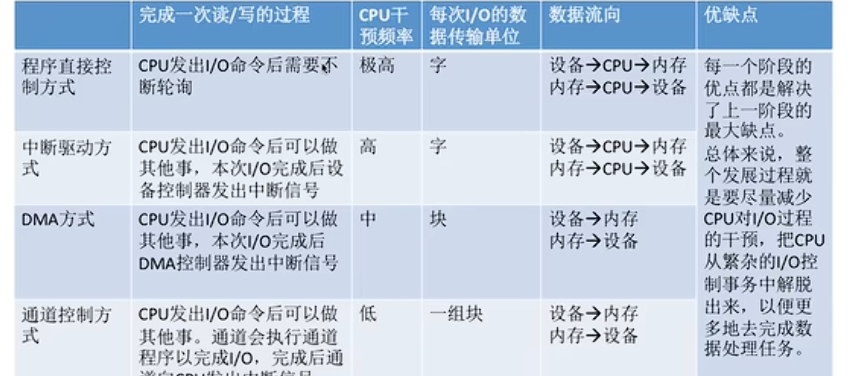 完成一次读/写的过程
CPU干
预频率
每次I/O的数
据传输单位
数据流向
优缺点
程序直接控
制方式
CPU发出I/O命令后需要不
断轮询
极高
字
设备→CPU→内存
内存→CPU→设备
每一个阶段的
优点都是解决
了上一阶段的
最大缺点。
总体来说，整
个发展过程就
是要尽量减少
CPU对I/O过程
的干预，把CPU
从繁杂的I/O控
制事务中解脱
出来，以便更
多地去完成数
据处理任务。
中断驱动方
式
CPU发出I/O命令后可以做
其他事，本次I/O完成后设
备控制器发出中断信号
高
字
设备→CPU→内存
内存→CPU→设备
DMA方式
CPU发出I/O命令后可以做
其他事，本次I/O完成后
DMA控制器发出中断信号
中
块
设备→内存
内存→设备
通道控制方
式
CPU发出I/O命令后可以做
其他事。通道会执行通道
程序以完成I/O，完成后通
道向CPU发出中断信号
低
一组块
设备→内存
内存→设备